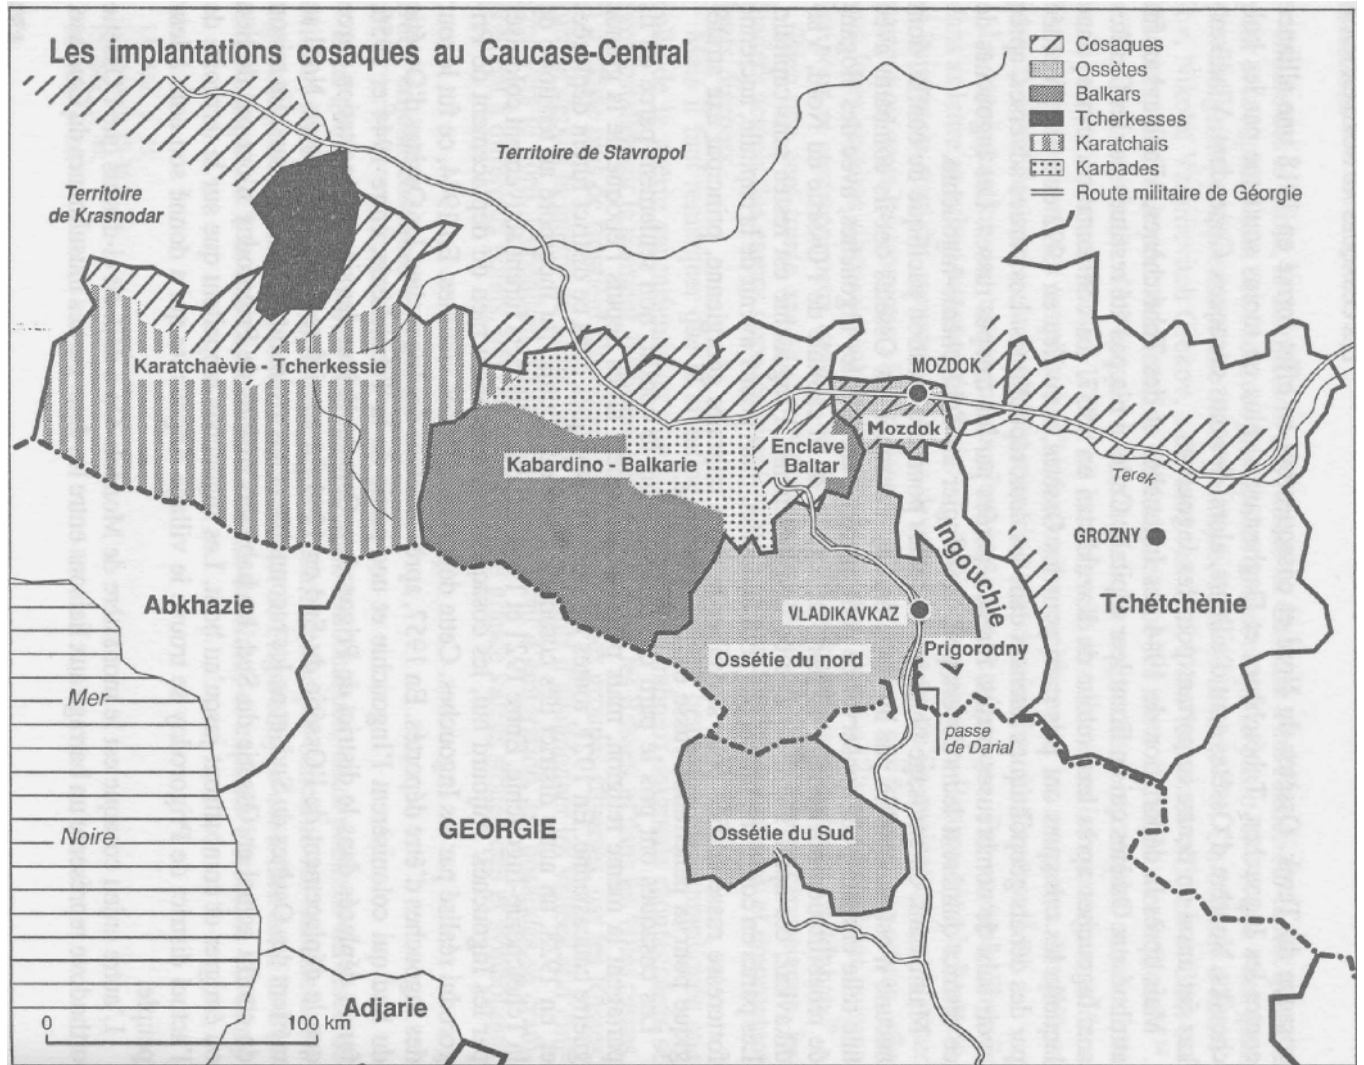 Les implantations cosaques au Caucase-Central
Cosaques
Ossètes
Balkars
Tcherkesses
Karatchais
Karbades
Route militaire de Géorgie
Territoire de Stavropol
Territoire
de Krasnodar
Karatchaèvie - Tcherkessie
MOZDOK
Mozdok
Enclave
Baltar
Kabardino - Balkarie
Terek
GROZNY
Ingouchie
Tchétchènie
Abkhazie
VLADIKAVKAZ
Prigorodny
Ossétie du nord
passe
de Darial
Mer
Noire
GEORGIE
Ossétie du Sud
Adjarie
0
100 km